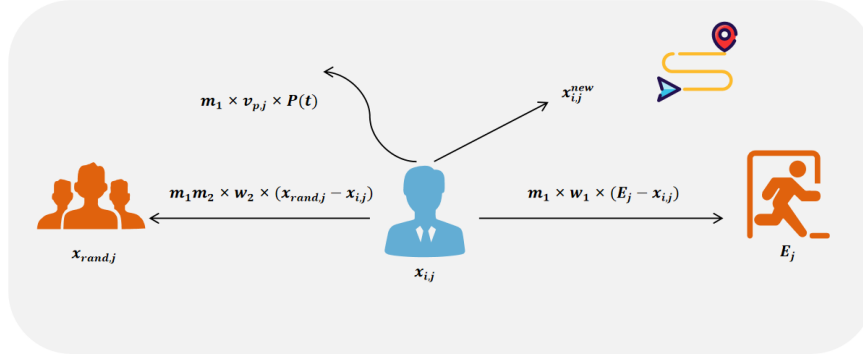 m₁ × v_{p,j} × P(t)
x_{i,j}^{new}
m₁m₂ × w₂ × (x_{rand,j} − x_{i,j})
m₁ × w₁ × (E_j − x_{i,j})
x_{rand,j}
x_{i,j}
E_j